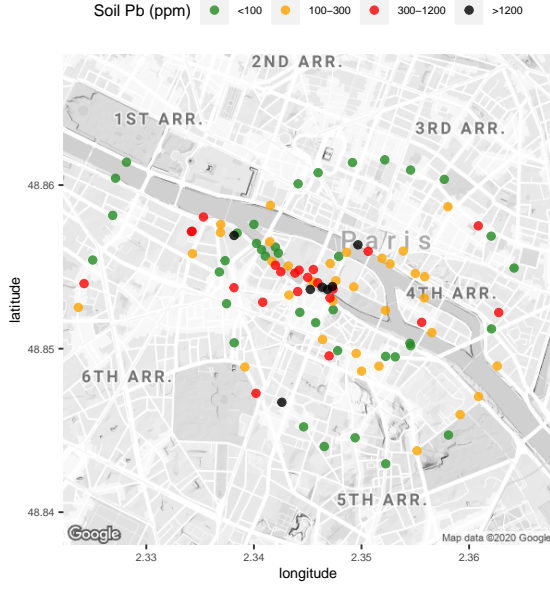 Soil Pb (ppm) <100 100−300 300−1200 >1200
2ND ARR.
1ST ARR.
3RD ARR.
48.86
Paris
latitude
4TH ARR.
48.85
6TH ARR.
5TH ARR.
48.84
Google
Map data ©2020 Google
2.33 2.34 2.35 2.36
longitude